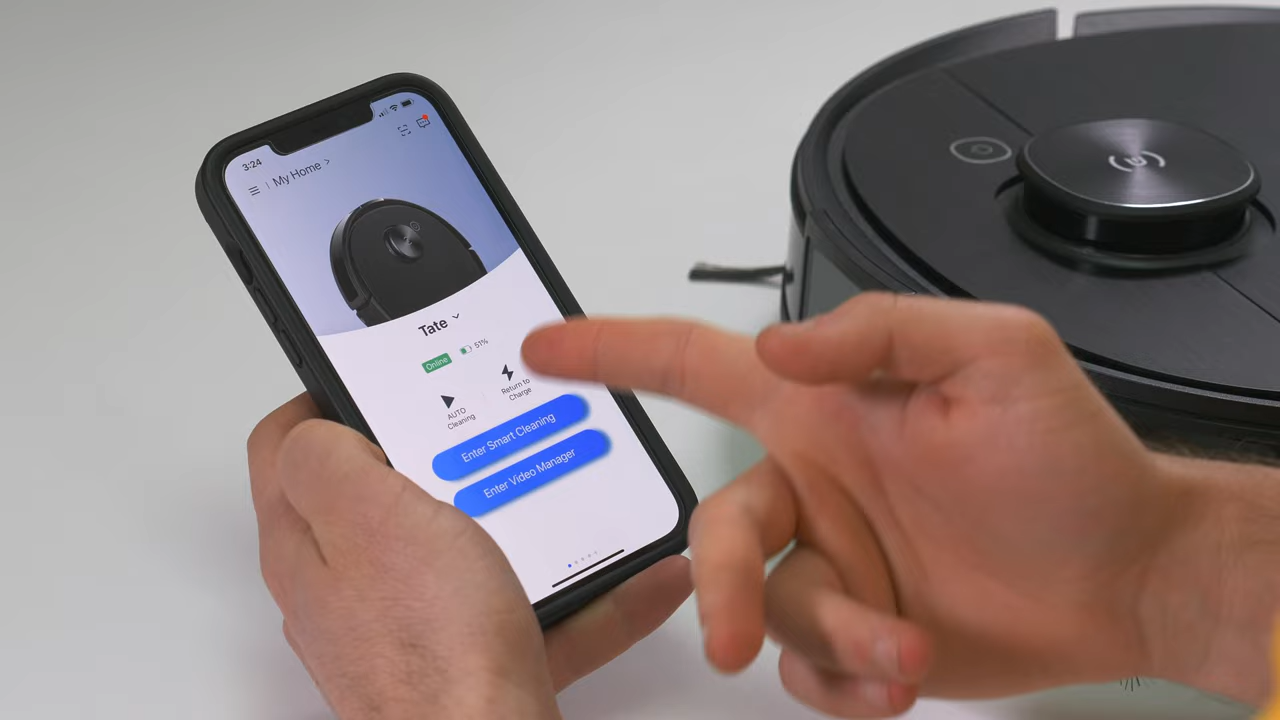 3:24
My Home >
Tate
Online 51%
AUTO
Cleaning
Return to
Charge
Enter Smart Cleaning
Enter Video Manager